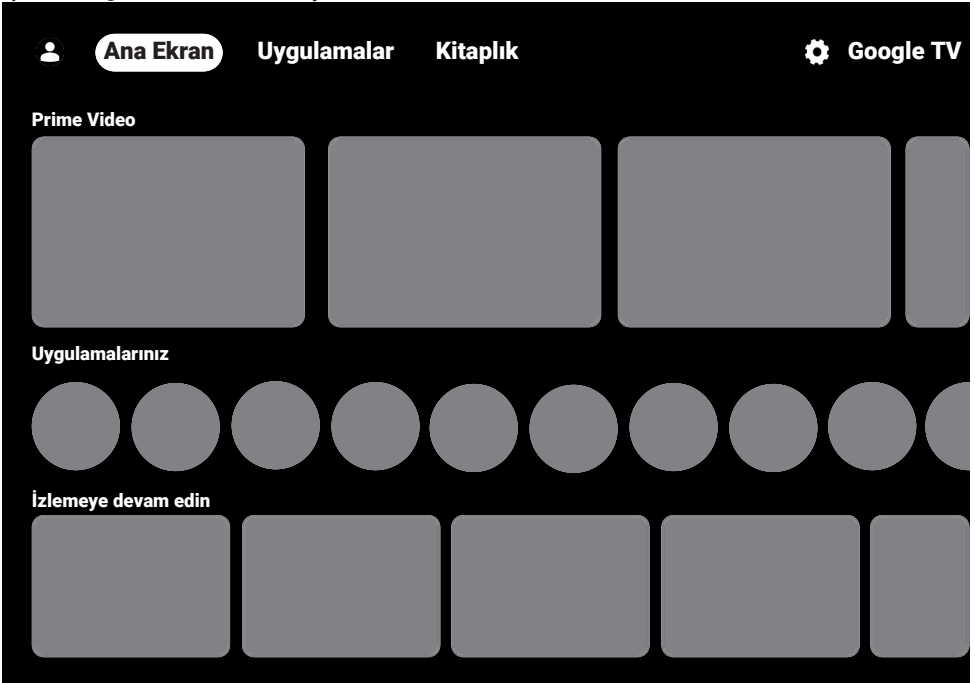 Ana Ekran Uygulamalar Kitaplık Google TV
Prime Video
Uygulamalarınız
İzlemeye devam edin